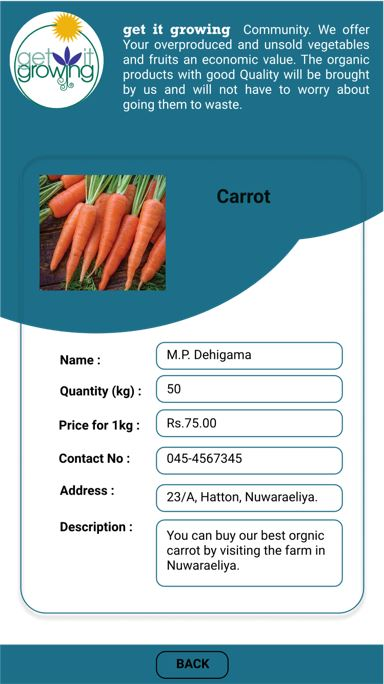 get it
growing
get it growing Community. We offer
Your overproduced and unsold vegetables
and fruits an economic value. The organic
products with good Quality will be brought
by us and will not have to worry about
going them to waste.
Carrot
Name : M.P. Dehigama
Quantity (kg) : 50
Price for 1kg : Rs.75.00
Contact No : 045-4567345
Address : 23/A, Hatton, Nuwaraeliya.
Description : You can buy our best orgnic
carrot by visiting the farm in
Nuwaraeliya.
BACK